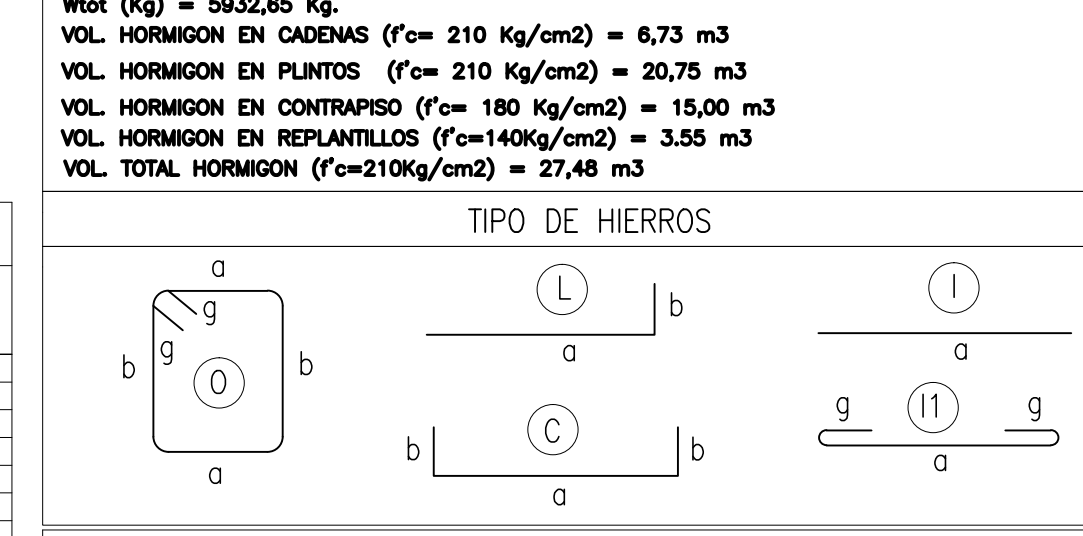 Wtot (Kg) = 5932,65 Kg.
VOL. HORMIGON EN CADENAS (f'c= 210 Kg/cm2) = 6,73 m3
VOL. HORMIGON EN PLINTOS (f'c= 210 Kg/cm2) = 20,75 m3
VOL. HORMIGON EN CONTRAPISO (f'c= 180 Kg/cm2) = 15,00 m3
VOL. HORMIGON EN REPLANTILLOS (f'c=140Kg/cm2) = 3.55 m3
VOL. TOTAL HORMIGON (f'c=210Kg/cm2) = 27,48 m3
TIPO DE HIERROS
a
g
g
b
O
b
a
L
b
a
b
C
b
a
I
a
g
I1
g
a